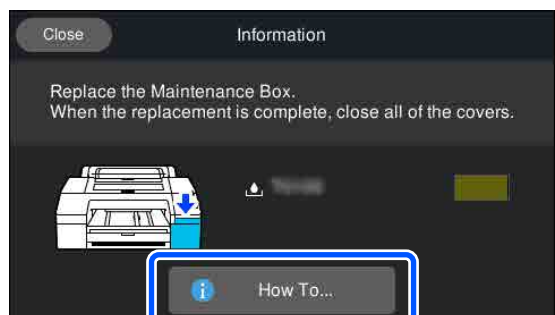 Close
Information
Replace the Maintenance Box.
When the replacement is complete, close all of the covers.
How To...